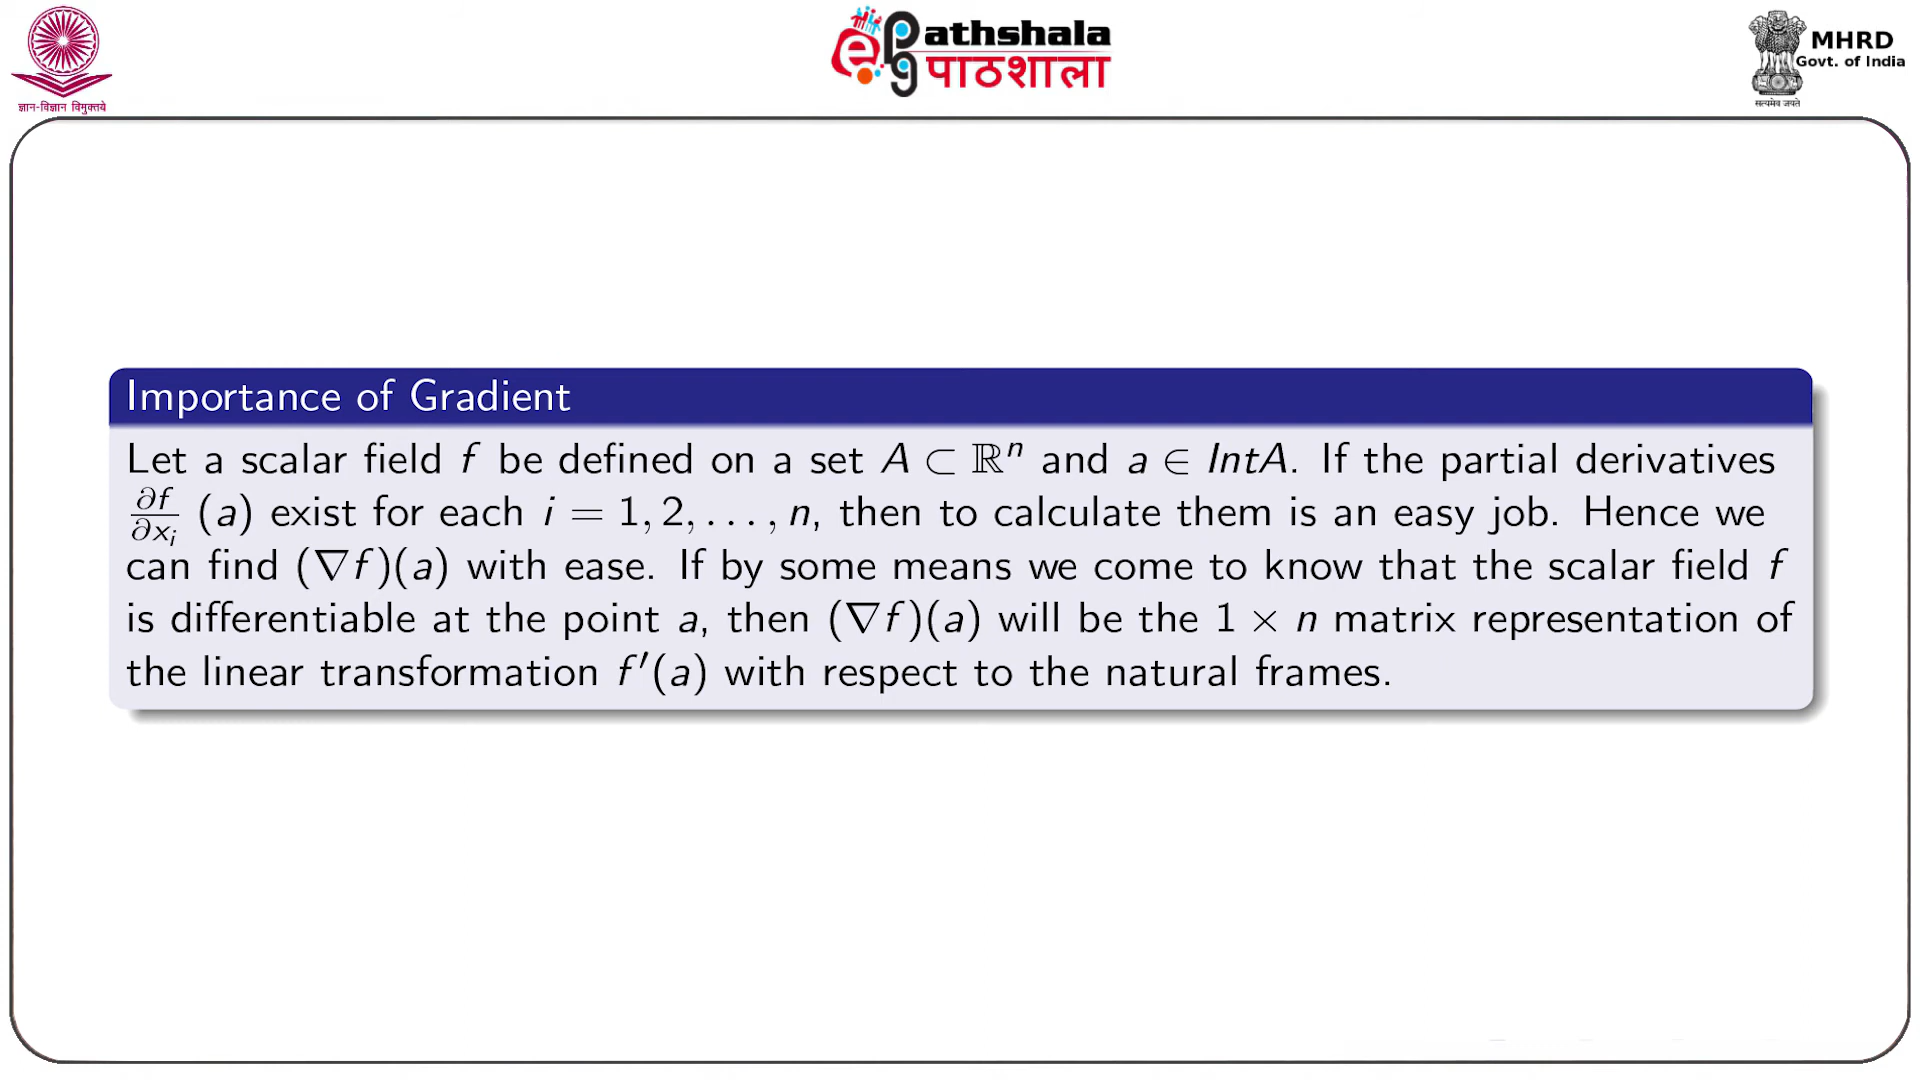 ज्ञान-विज्ञान विमुक्तये
ePG Pathshala
पाठशाला
MHRD
Govt. of India
सत्यमेव जयते
Importance of Gradient
Let a scalar field f be defined on a set A ⊂ ℝⁿ and a ∈ IntA. If the partial derivatives
∂f/∂xᵢ (a) exist for each i = 1, 2, . . . , n, then to calculate them is an easy job. Hence we
can find (∇f)(a) with ease. If by some means we come to know that the scalar field f
is differentiable at the point a, then (∇f)(a) will be the 1 × n matrix representation of
the linear transformation f′(a) with respect to the natural frames.